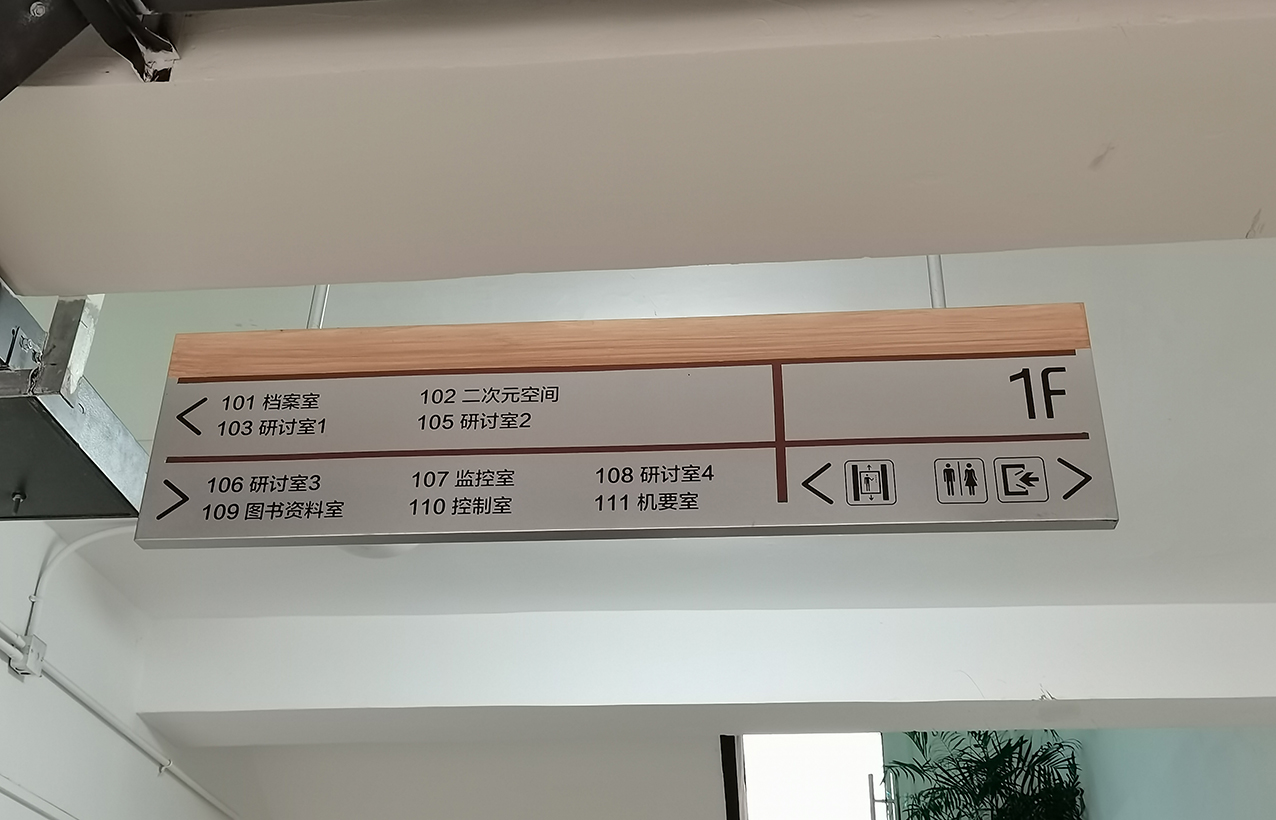 1F
101 档案室 102 二次元空间
103 研讨室1 105 研讨室2
106 研讨室3 107 监控室 108 研讨室4
109 图书资料室 110 控制室 111 机要室